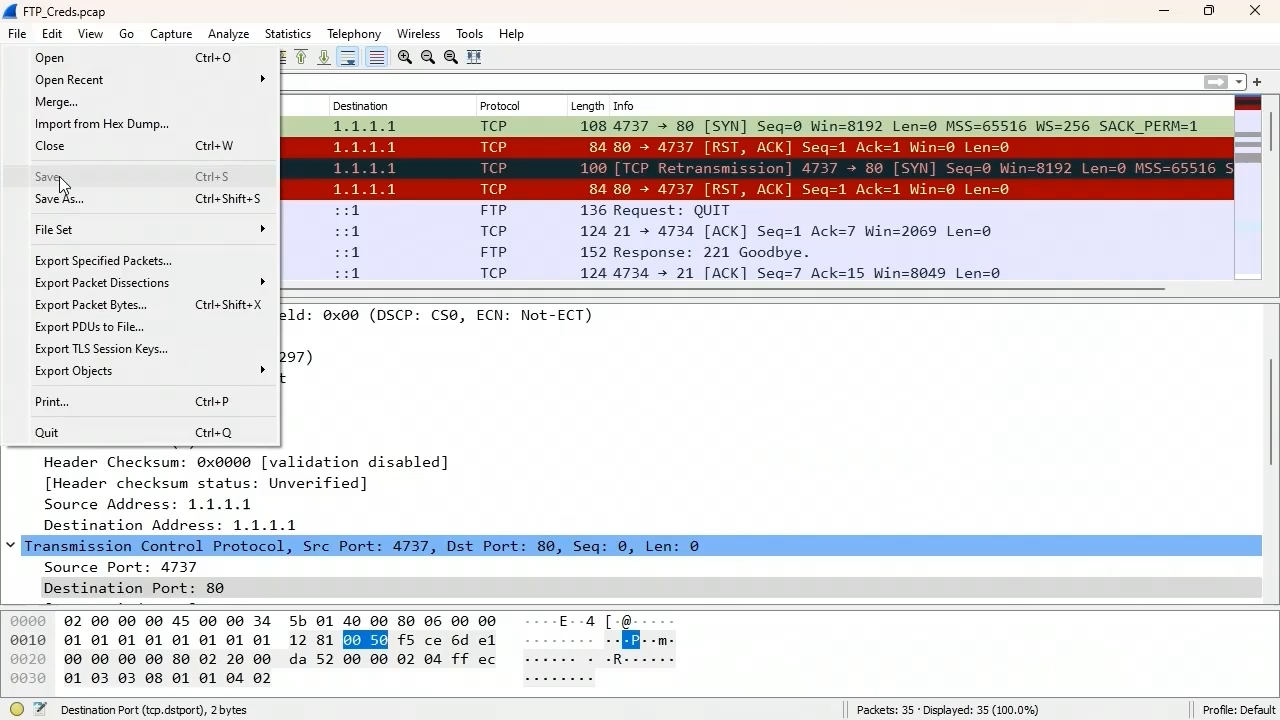 FTP_Creds.pcap
File Edit View Go Capture Analyze Statistics Telephony Wireless Tools Help
Open Ctrl+O
Open Recent
Merge...
Import from Hex Dump...
Close Ctrl+W
Save Ctrl+S
Save As... Ctrl+Shift+S
File Set
Export Specified Packets...
Export Packet Dissections
Export Packet Bytes... Ctrl+Shift+X
Export PDUs to File...
Export TLS Session Keys...
Export Objects
Print... Ctrl+P
Quit Ctrl+Q
Destination Protocol Length Info
1.1.1.1 TCP 108 4737 → 80 [SYN] Seq=0 Win=8192 Len=0 MSS=65516 WS=256 SACK_PERM=1
1.1.1.1 TCP 84 80 → 4737 [RST, ACK] Seq=1 Ack=1 Win=0 Len=0
1.1.1.1 TCP 100 [TCP Retransmission] 4737 → 80 [SYN] Seq=0 Win=8192 Len=0 MSS=65516 S
1.1.1.1 TCP 84 80 → 4737 [RST, ACK] Seq=1 Ack=1 Win=0 Len=0
::1 FTP 136 Request: QUIT
::1 TCP 124 21 → 4734 [ACK] Seq=1 Ack=7 Win=2069 Len=0
::1 FTP 152 Response: 221 Goodbye.
::1 TCP 124 4734 → 21 [ACK] Seq=7 Ack=15 Win=8049 Len=0
eld: 0x00 (DSCP: CS0, ECN: Not-ECT)
297)
t
Header Checksum: 0x0000 [validation disabled]
[Header checksum status: Unverified]
Source Address: 1.1.1.1
Destination Address: 1.1.1.1
Transmission Control Protocol, Src Port: 4737, Dst Port: 80, Seq: 0, Len: 0
Source Port: 4737
Destination Port: 80
0000 02 00 00 00 45 00 00 34 5b 01 40 00 80 06 00 00 ····E··4 [·@·····
0010 01 01 01 01 01 01 01 01 12 81 00 50 f5 ce 6d e1 ········ ···P··m·
0020 00 00 00 00 80 02 20 00 da 52 00 00 02 04 ff ec ······ · ·R······
0030 01 03 03 08 01 01 04 02 ········
Destination Port (tcp.dstport), 2 bytes Packets: 35 · Displayed: 35 (100.0%) Profile: Default